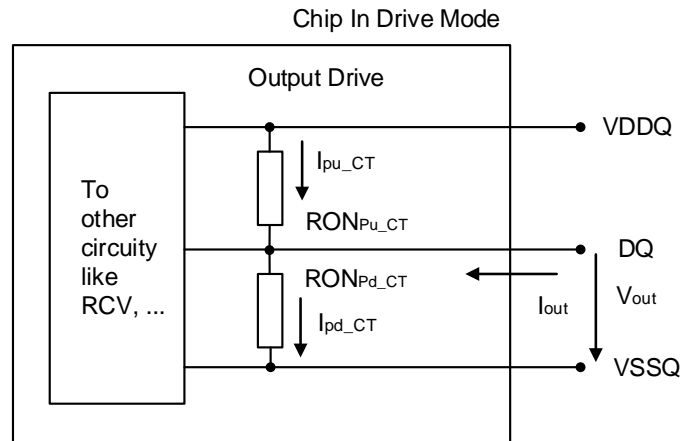 Chip In Drive Mode
Output Drive
VDDQ
Ipu_CT
To
other
circuity
like
RCV, ...
RONPu_CT
DQ
RONPd_CT
Iout
Vout
Ipd_CT
VSSQ